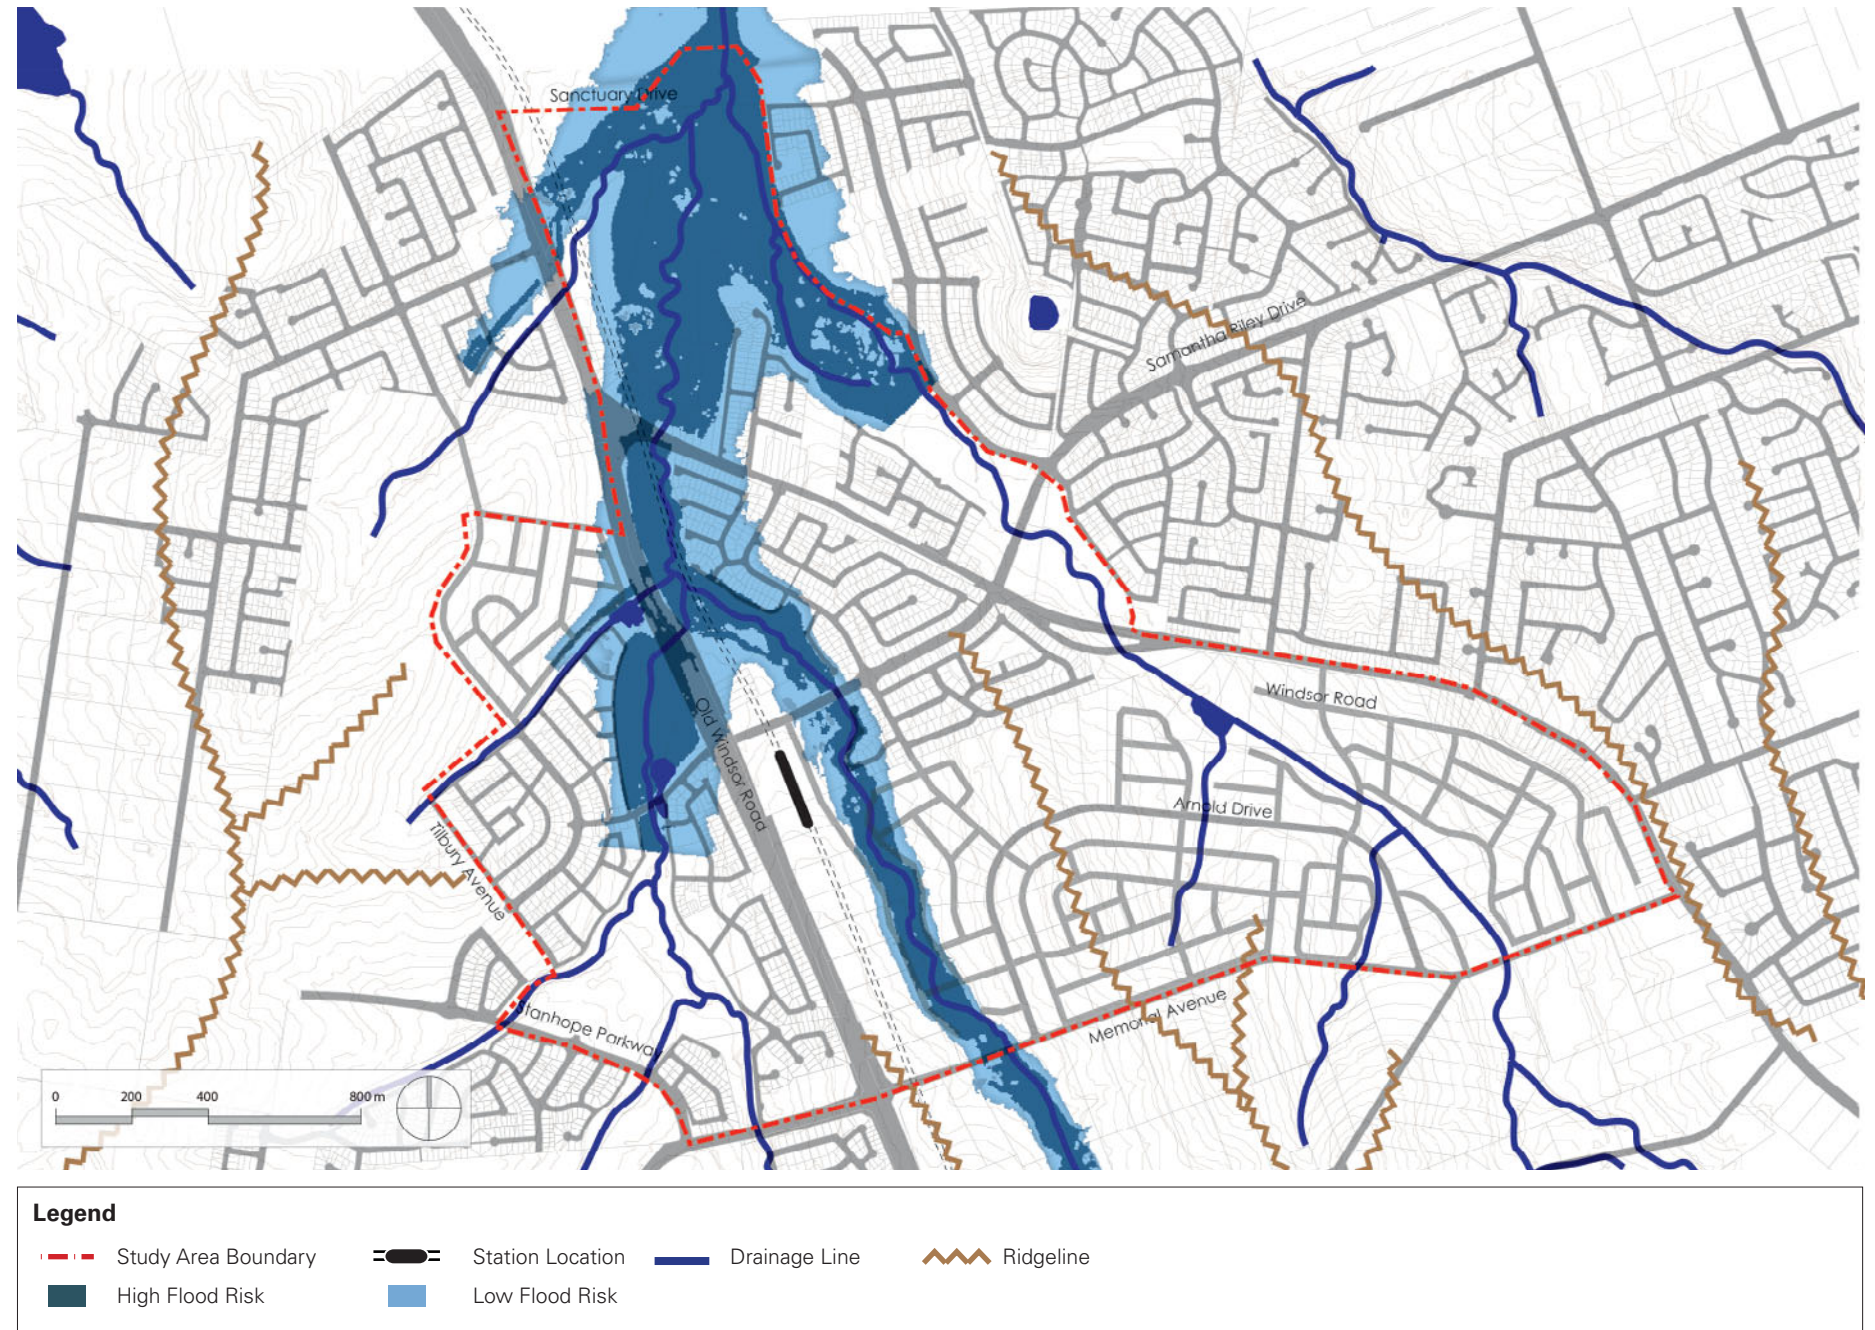 Sanctuary Drive
Samantha Riley Drive
Windsor Road
Old Windsor Road
Arnold Drive
Tilbury Avenue
Memorial Avenue
Stanhope Parkway
0 200 400 800 m
Legend
Study Area Boundary Station Location Drainage Line Ridgeline
High Flood Risk Low Flood Risk